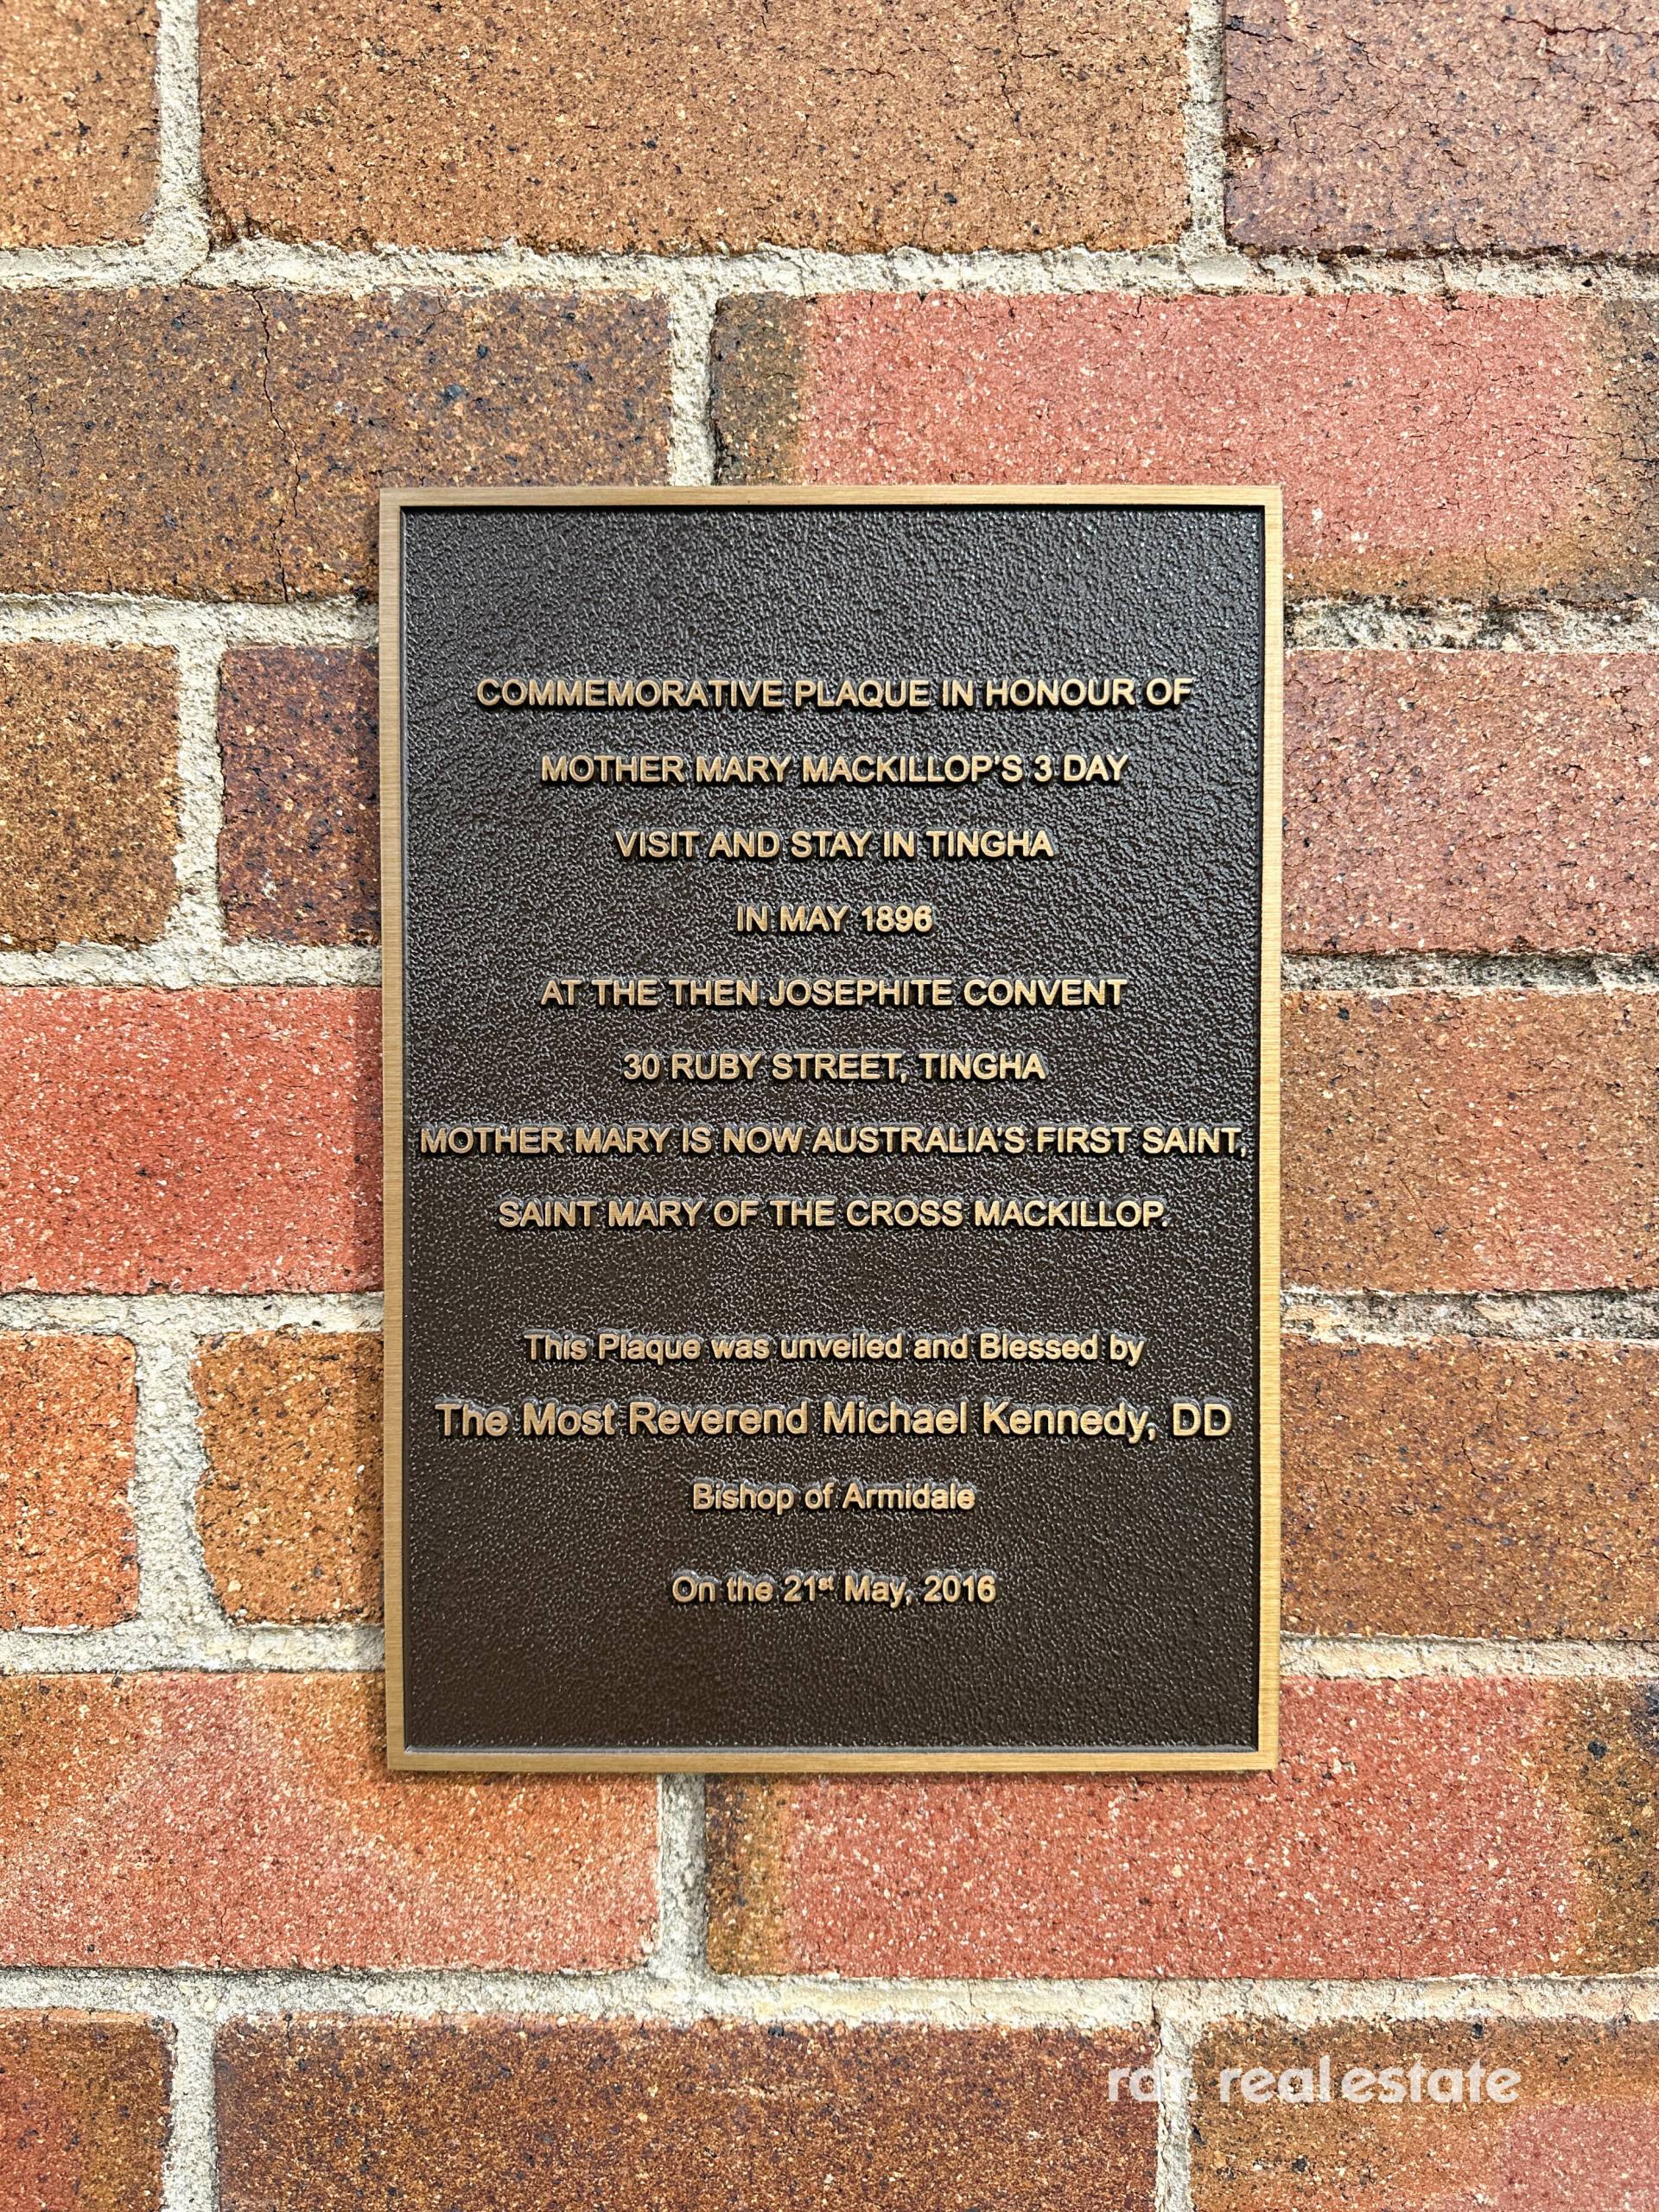 COMMEMORATIVE PLAQUE IN HONOUR OF
MOTHER MARY MACKILLOP'S 3 DAY
VISIT AND STAY IN TINGHA
IN MAY 1896
AT THE THEN JOSEPHITE CONVENT
30 RUBY STREET, TINGHA
MOTHER MARY IS NOW AUSTRALIA'S FIRST SAINT,
SAINT MARY OF THE CROSS MACKILLOP.
This Plaque was unveiled and Blessed by
The Most Reverend Michael Kennedy, DD
Bishop of Armidale
On the 21st May, 2016
real estate